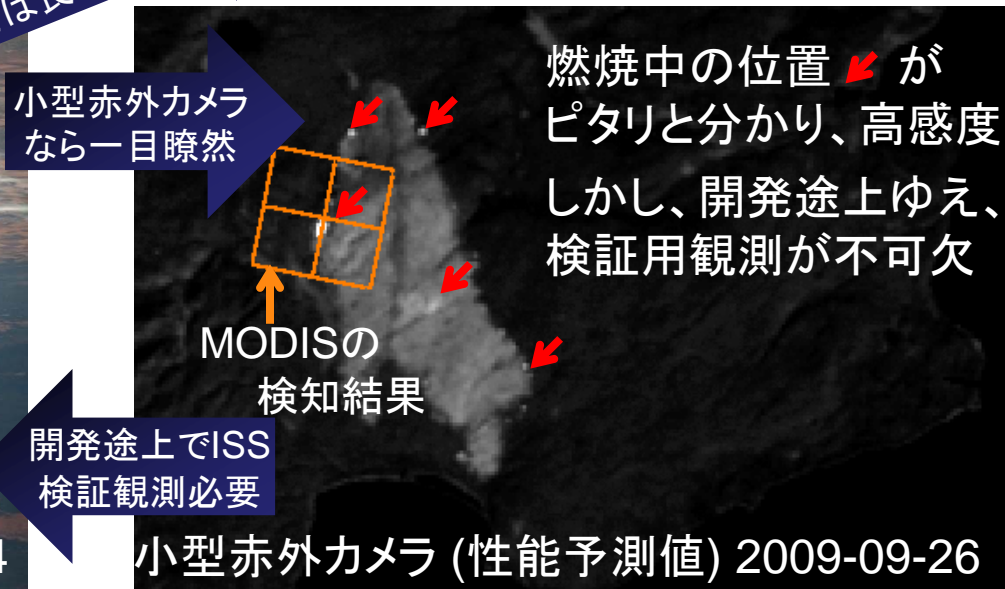 は長
小型赤外カメラ
なら一目瞭然
燃焼中の位置 が
ピタリと分かり、高感度
しかし、開発途上ゆえ、
検証用観測が不可欠
MODISの
検知結果
開発途上でISS
検証観測必要
4
小型赤外カメラ (性能予測値) 2009-09-26